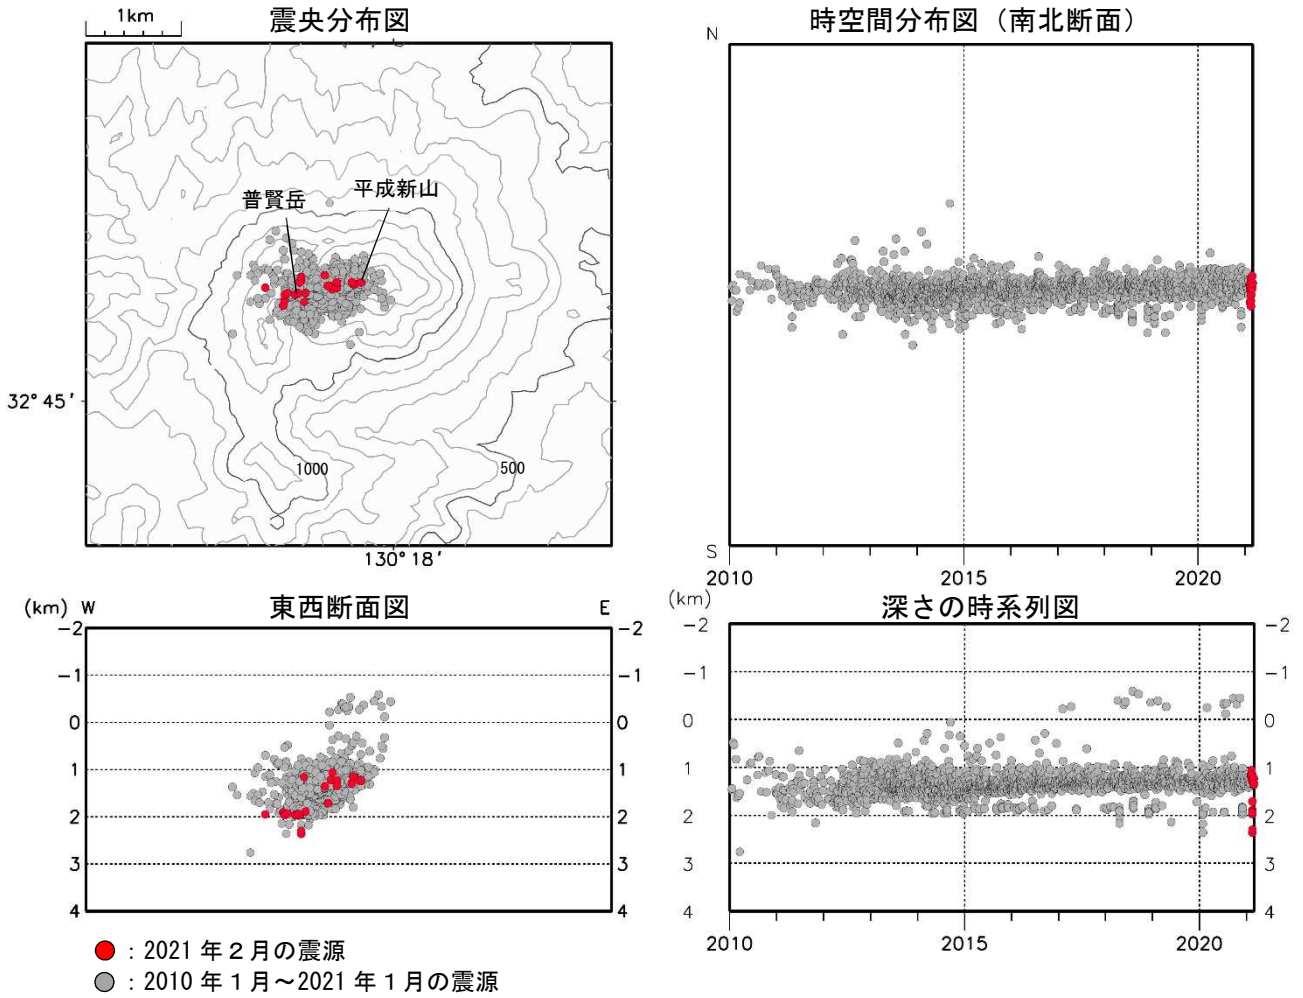 1km
震央分布図
普賢岳
平成新山
32° 45′
1000
500
130° 18′
時空間分布図（南北断面）
N
S
2010
2015
2020
(km) W
東西断面図
E
-2
-2
-1
-1
0
0
1
1
2
2
3
3
4
4
(km)
深さの時系列図
-2
-2
-1
-1
0
0
1
1
2
2
3
3
4
4
2010
2015
2020
：2021 年２月の震源
：2010 年１月～2021 年１月の震源